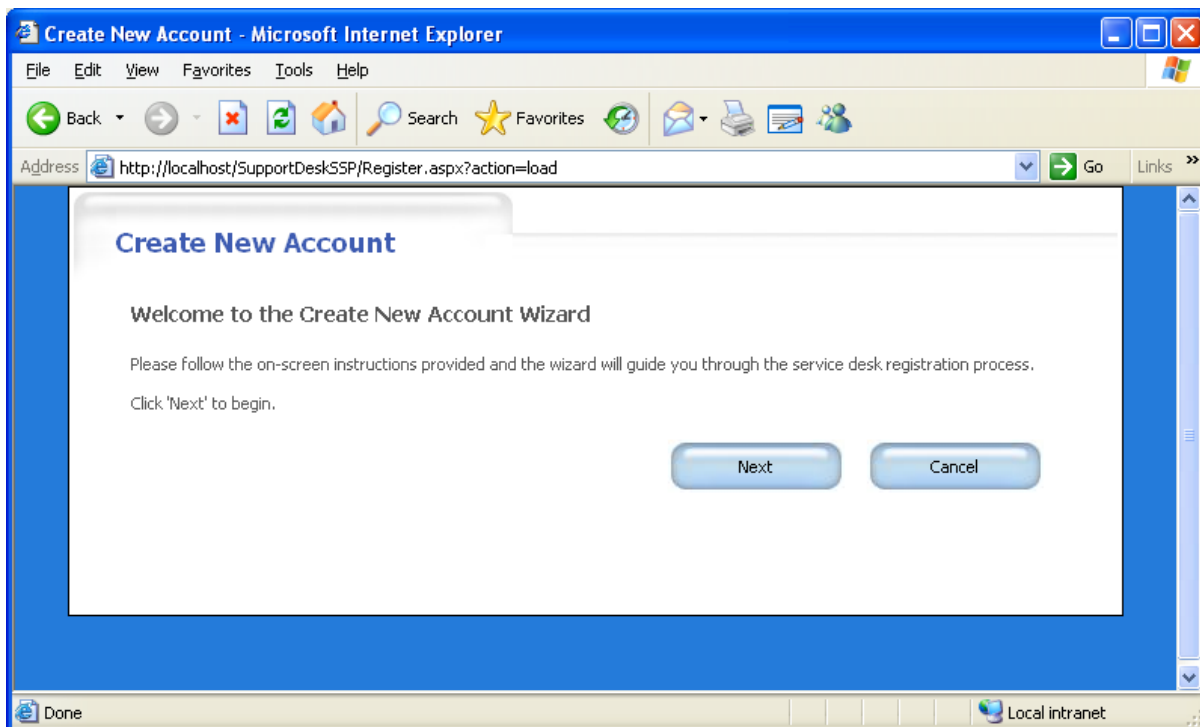 Create New Account - Microsoft Internet Explorer
File Edit View Favorites Tools Help
Back Search Favorites
Address http://localhost/SupportDeskSSP/Register.aspx?action=load Go Links »
Create New Account
Welcome to the Create New Account Wizard
Please follow the on-screen instructions provided and the wizard will guide you through the service desk registration process.
Click 'Next' to begin.
Next Cancel
Done Local intranet